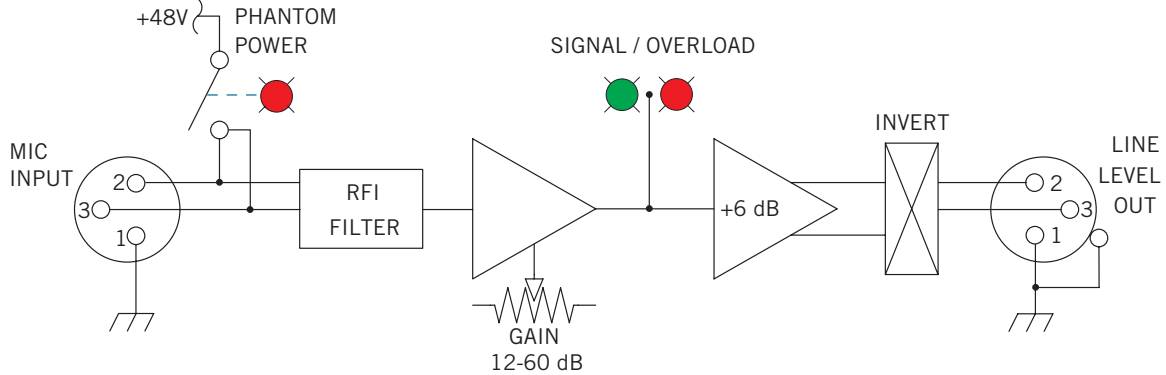 +48V
PHANTOM
POWER
SIGNAL / OVERLOAD
MIC
INPUT
2
3
1
RFI
FILTER
GAIN
12-60 dB
+6 dB
INVERT
LINE
LEVEL
OUT
2
3
1